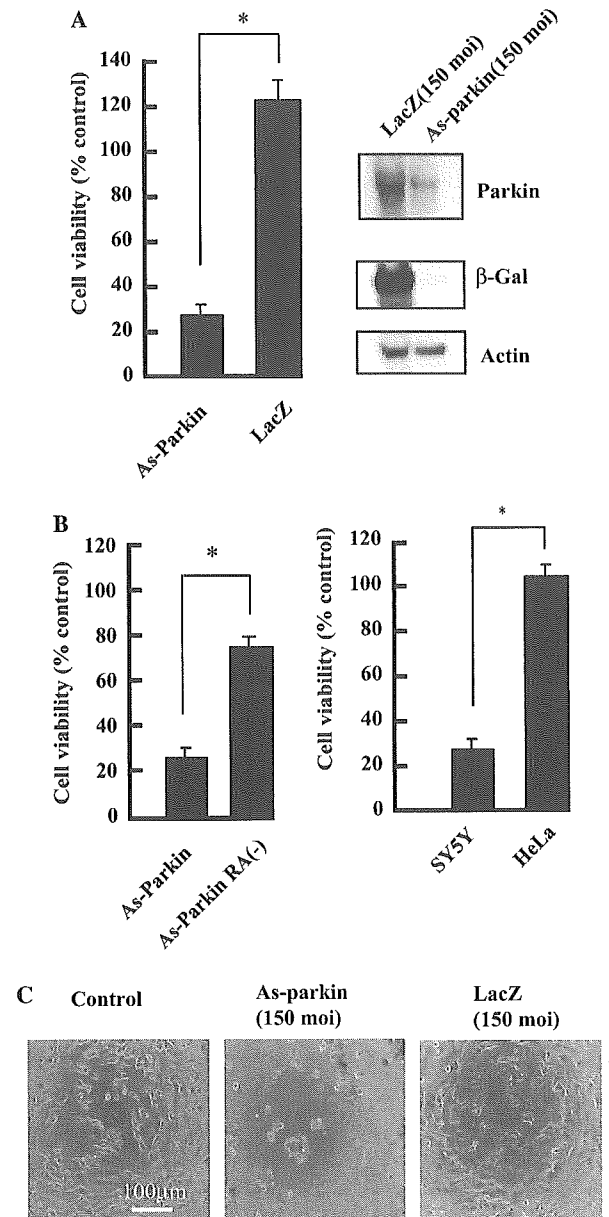 A
*
Cell viability (% control)
140
120
100
80
60
40
20
0
As-Parkin
LacZ
LacZ(150 moi)
As-parkin(150 moi)
Parkin
β-Gal
Actin
B
*
Cell viability (% control)
120
100
80
60
40
20
0
As-Parkin
As-Parkin RA(-)
*
Cell viability (% control)
120
100
80
60
40
20
0
SY5Y
HeLa
C
Control
As-parkin
(150 moi)
LacZ
(150 moi)
100μm